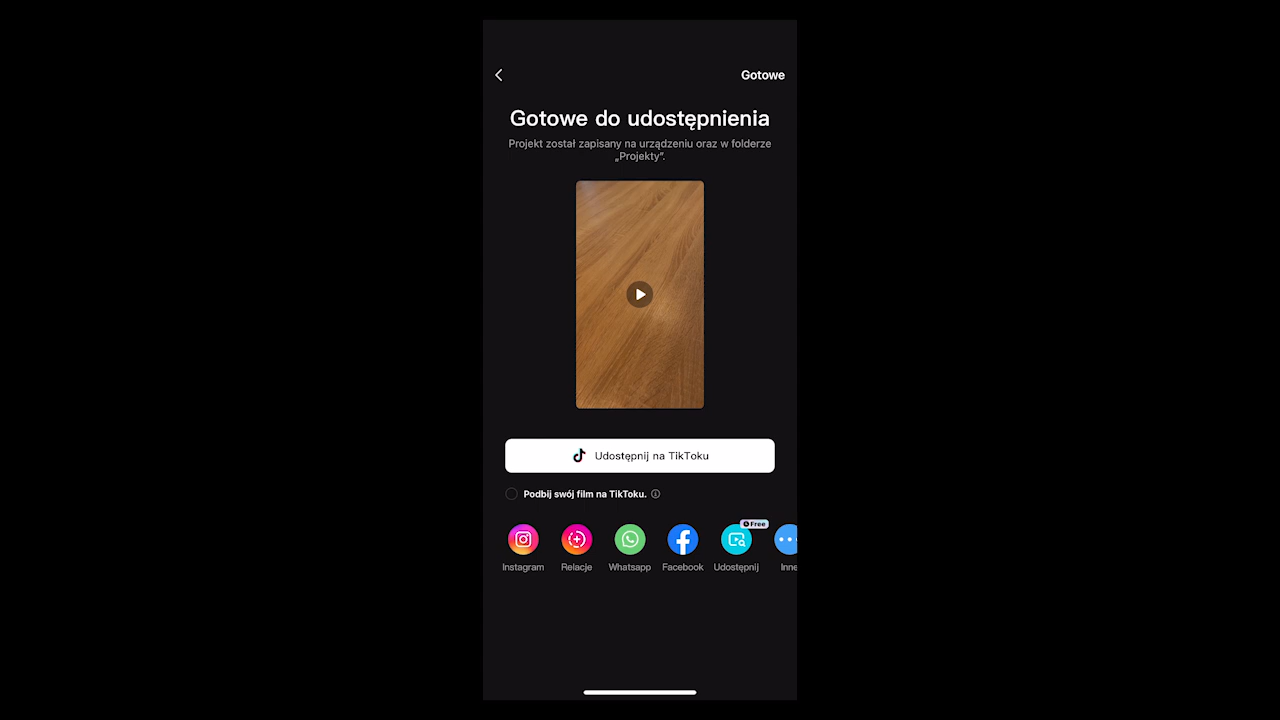 Gotowe
Gotowe do udostępnienia
Projekt został zapisany na urządzeniu oraz w folderze
„Projekty”.
Udostępnij na TikToku
Podbij swój film na TikToku.
Free
Instagram Relacje Whatsapp Facebook Udostępnij Inne